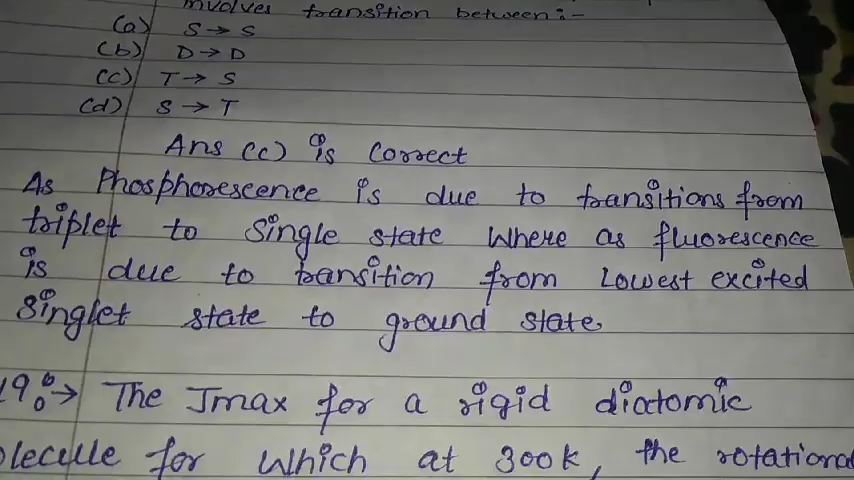 involves transition between:-
(a) S → S
(b) D → D
(c) T → S
(d) S → T
Ans (c) is correct
As Phosphorescence is due to transitions from
triplet to single state where as fluorescence
is due to transition from lowest excited
singlet state to ground state.
19:→ The Jmax for a rigid diatomic
olecule for which at 300k, the rotational